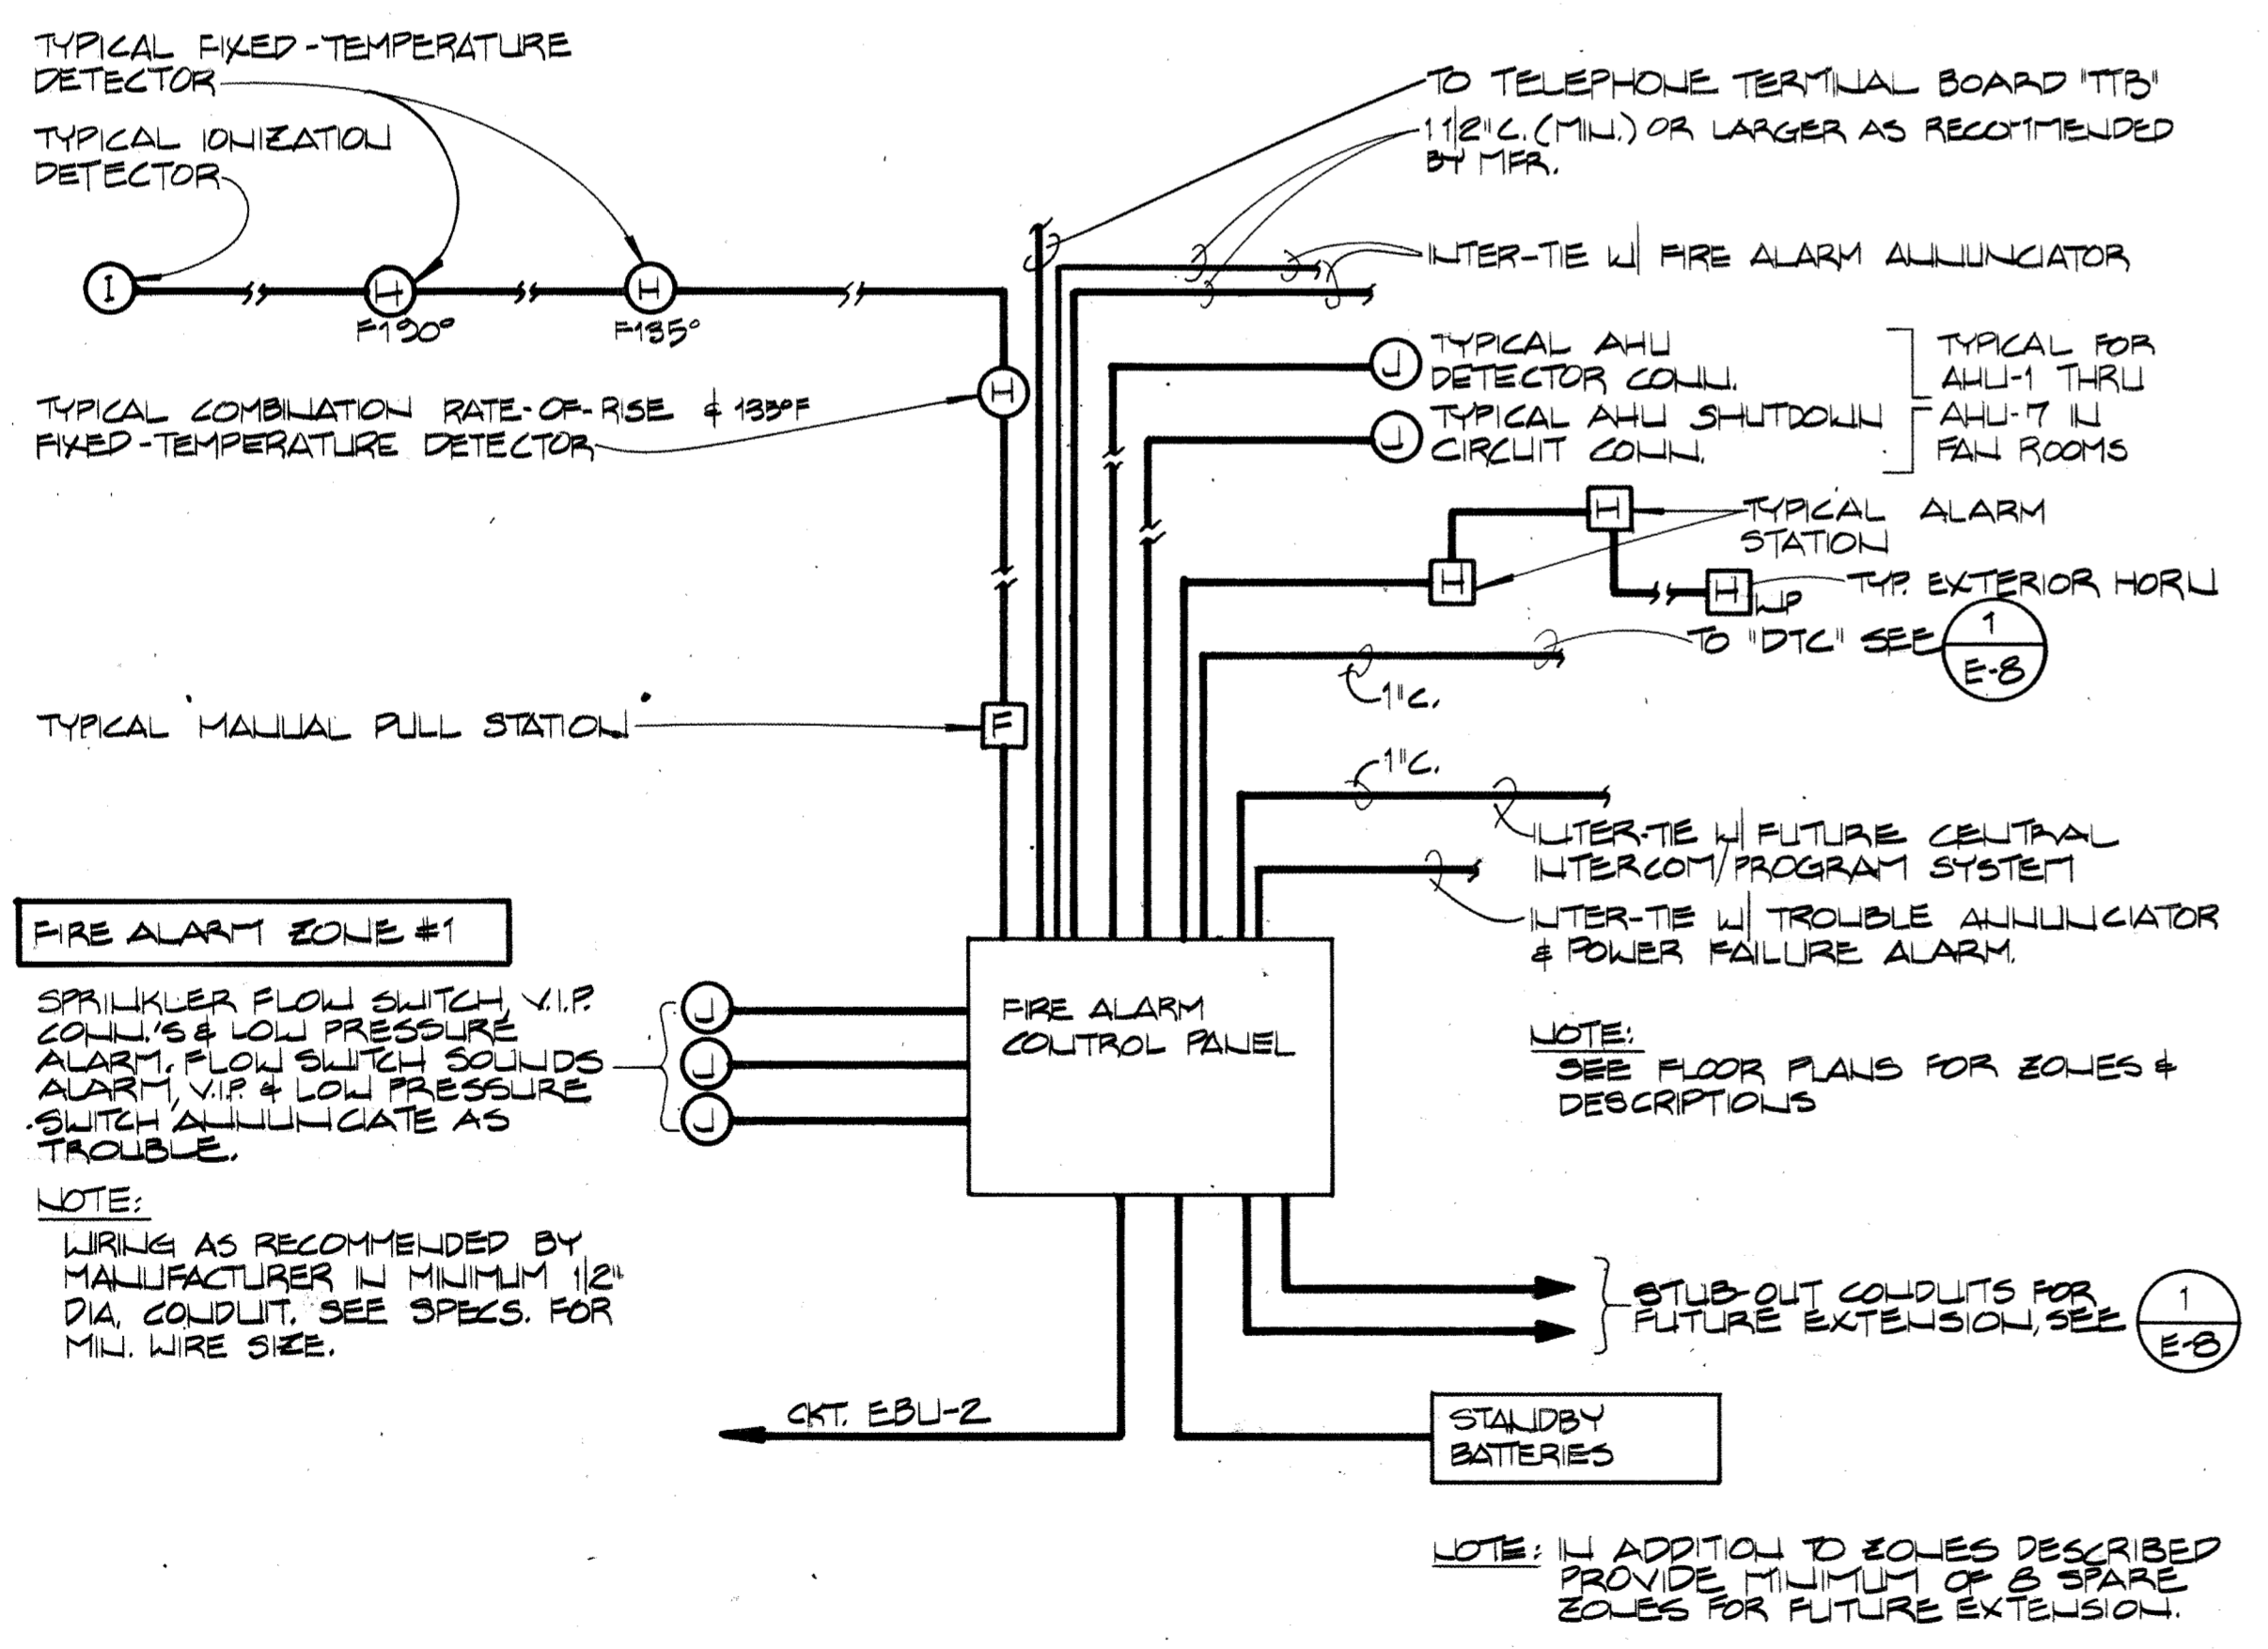 TYPICAL FIXED-TEMPERATURE
DETECTOR
TYPICAL IONIZATION
DETECTOR
I
H
F190°
H
F135°
TYPICAL COMBINATION RATE-OF-RISE & 135°F
FIXED-TEMPERATURE DETECTOR
H
TYPICAL MANUAL PULL STATION
F
TO TELEPHONE TERMINAL BOARD "TTB"
1 1/2" C. (MIN.) OR LARGER AS RECOMMENDED
BY MFR.
INTER-TIE W/ FIRE ALARM ANNUNCIATOR
J
TYPICAL AHU
DETECTOR CONN.
J
TYPICAL AHU SHUTDOWN
CIRCUIT CONN.
TYPICAL FOR
AHU-1 THRU
AHU-7 IN
FAN ROOMS
H
H
TYPICAL ALARM
STATION
H
WP
TYP. EXTERIOR HORN
TO "DTC" SEE
1
E-8
1"C.
1"C.
INTER-TIE W/ FUTURE CENTRAL
INTERCOM/PROGRAM SYSTEM
INTER-TIE W/ TROUBLE ANNUNCIATOR
& POWER FAILURE ALARM.
FIRE ALARM ZONE #1
SPRINKLER FLOW SWITCH, V.I.P.
CONN.'S & LOW PRESSURE
ALARM. FLOW SWITCH SOUNDS
ALARM, V.I.P. & LOW PRESSURE
SWITCH ANNUNCIATE AS
TROUBLE.
J
J
J
FIRE ALARM
CONTROL PANEL
NOTE:
SEE FLOOR PLANS FOR ZONES &
DESCRIPTIONS
NOTE:
WIRING AS RECOMMENDED BY
MANUFACTURER IN MINIMUM 1/2"
DIA. CONDUIT. SEE SPECS. FOR
MIN. WIRE SIZE.
STUB-OUT CONDUITS FOR
FUTURE EXTENSION, SEE
1
E-8
CKT. EBU-2
STANDBY
BATTERIES
NOTE: IN ADDITION TO ZONES DESCRIBED
PROVIDE MINIMUM OF 8 SPARE
ZONES FOR FUTURE EXTENSION.